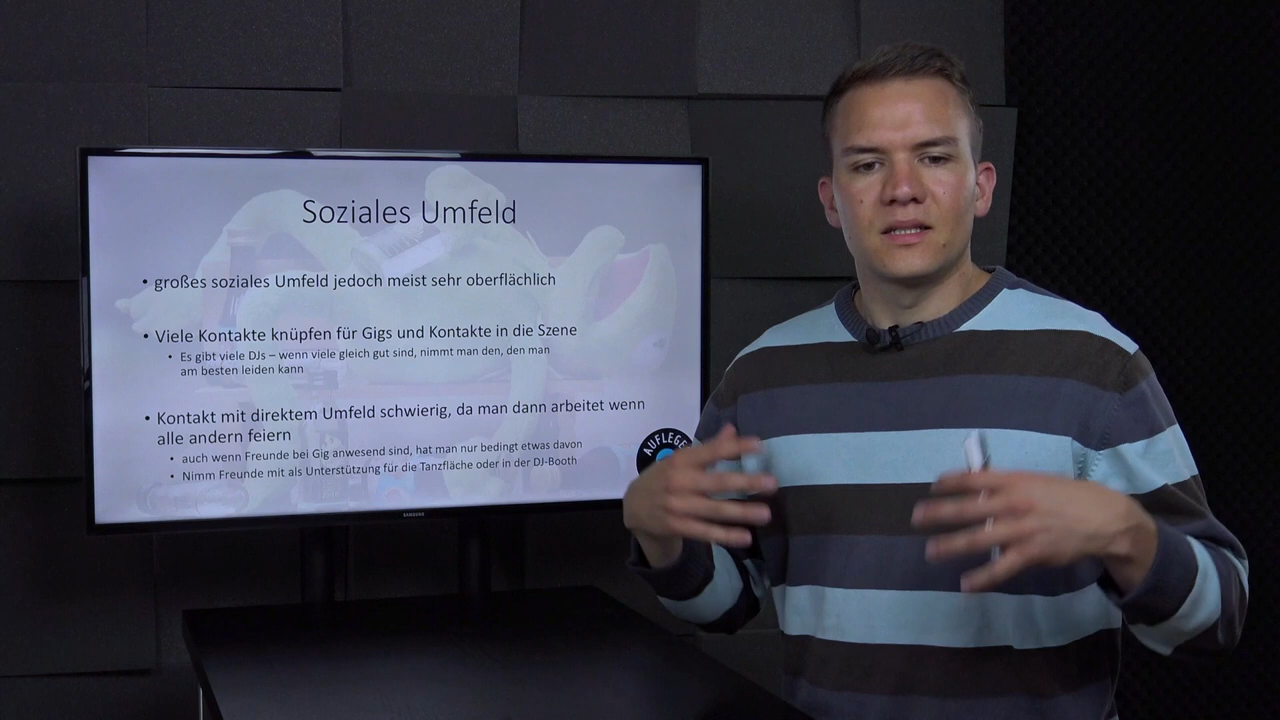 Soziales Umfeld
• großes soziales Umfeld jedoch meist sehr oberflächlich
• Viele Kontakte knüpfen für Gigs und Kontakte in die Szene
• Es gibt viele DJs – wenn viele gleich gut sind, nimmt man den, den man
am besten leiden kann
• Kontakt mit direktem Umfeld schwierig, da man dann arbeitet wenn
alle andern feiern
• auch wenn Freunde bei Gig anwesend sind, hat man nur bedingt etwas davon
• Nimm Freunde mit als Unterstützung für die Tanzfläche oder in der DJ-Booth
AUFLEGE
SAMSUNG